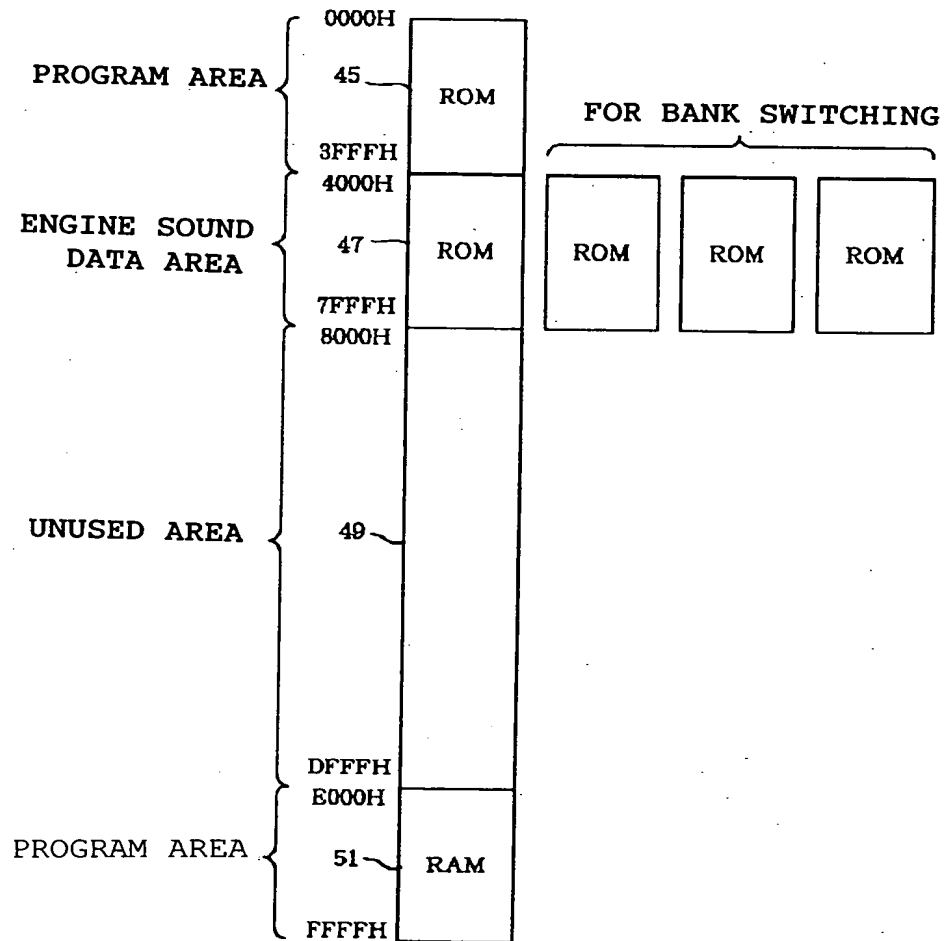 0000H
PROGRAM AREA
45
ROM
FOR BANK SWITCHING
3FFFH
4000H
ENGINE SOUND
DATA AREA
47
ROM
ROM
ROM
ROM
7FFFH
8000H
UNUSED AREA
49
DFFFH
E000H
PROGRAM AREA
51
RAM
FFFFH